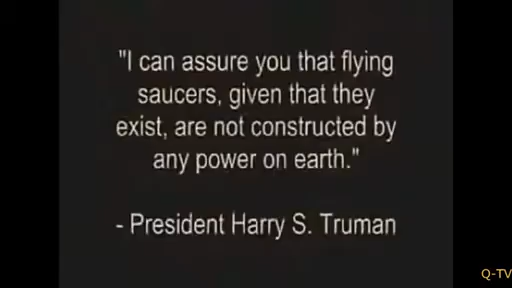 "I can assure you that flying
saucers, given that they
exist, are not constructed by
any power on earth."
- President Harry S. Truman
Q-TV